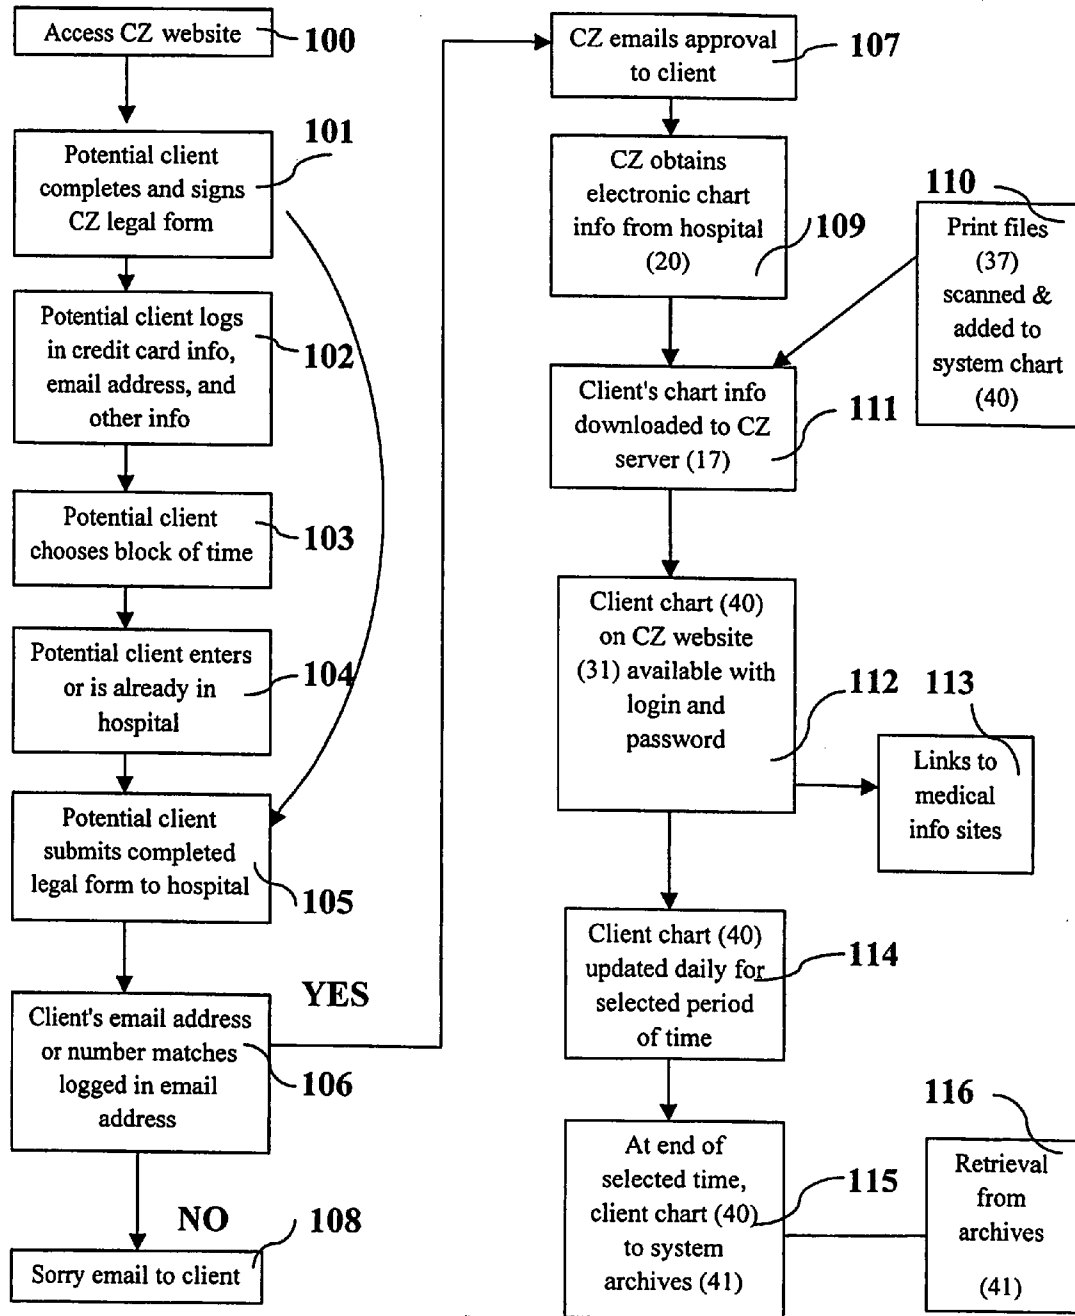 Access CZ website
100
Potential client
completes and signs
CZ legal form
101
Potential client logs
in credit card info,
email address, and
other info
102
Potential client
chooses block of time
103
Potential client enters
or is already in
hospital
104
Potential client
submits completed
legal form to hospital
105
Client's email address
or number matches
logged in email
address
106
YES
NO
108
Sorry email to client
CZ emails approval
to client
107
CZ obtains
electronic chart
info from hospital
(20)
109
110
Print files
(37)
scanned &
added to
system chart
(40)
Client's chart info
downloaded to CZ
server (17)
111
Client chart (40)
on CZ website
(31) available with
login and
password
112
113
Links to
medical
info sites
Client chart (40)
updated daily for
selected period
of time
114
At end of
selected time,
client chart (40)
to system
archives (41)
115
116
Retrieval
from
archives
(41)